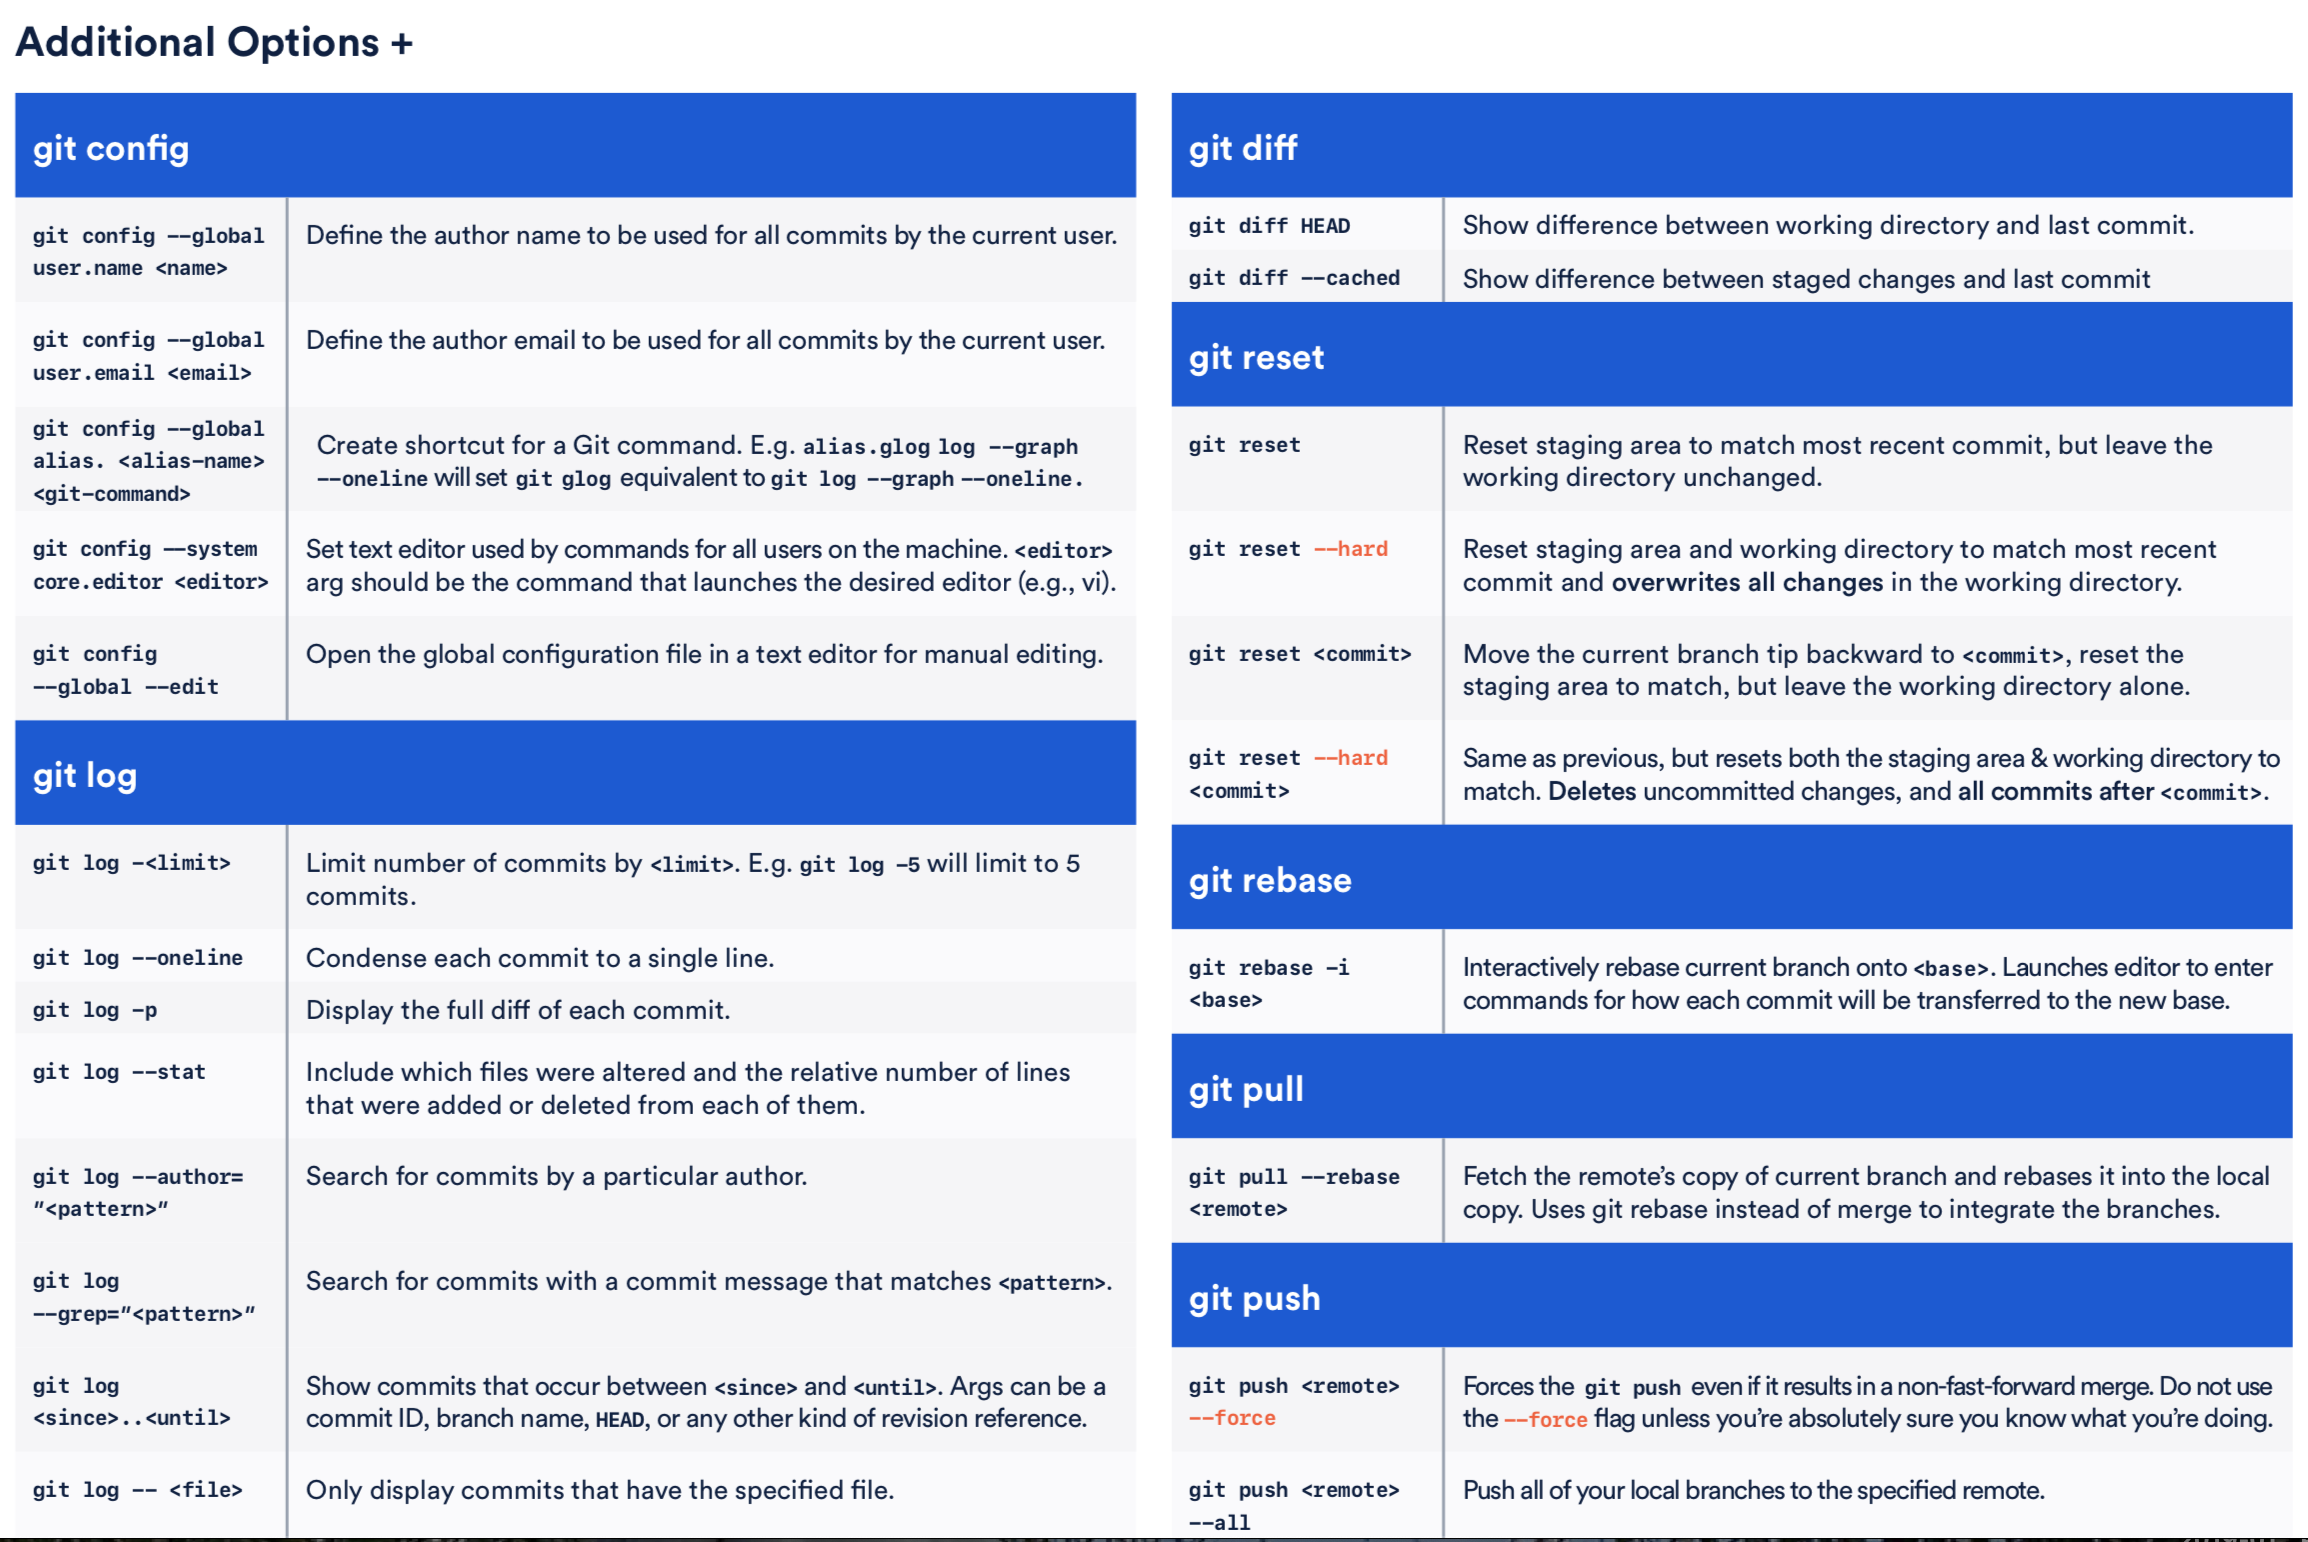 Additional Options +
git config
git config --global
user.name <name>
Define the author name to be used for all commits by the current user.
git config --global
user.email <email>
Define the author email to be used for all commits by the current user.
git config --global
alias. <alias-name>
<git-command>
Create shortcut for a Git command. E.g. alias.glog log --graph
--oneline will set git glog equivalent to git log --graph --oneline.
git config --system
core.editor <editor>
Set text editor used by commands for all users on the machine. <editor>
arg should be the command that launches the desired editor (e.g., vi).
git config
--global --edit
Open the global configuration file in a text editor for manual editing.
git log
git log -<limit>
Limit number of commits by <limit>. E.g. git log -5 will limit to 5
commits.
git log --oneline
Condense each commit to a single line.
git log -p
Display the full diff of each commit.
git log --stat
Include which files were altered and the relative number of lines
that were added or deleted from each of them.
git log --author=
"<pattern>"
Search for commits by a particular author.
git log
--grep="<pattern>"
Search for commits with a commit message that matches <pattern>.
git log
<since>..<until>
Show commits that occur between <since> and <until>. Args can be a
commit ID, branch name, HEAD, or any other kind of revision reference.
git log -- <file>
Only display commits that have the specified file.
git diff
git diff HEAD
Show difference between working directory and last commit.
git diff --cached
Show difference between staged changes and last commit
git reset
git reset
Reset staging area to match most recent commit, but leave the
working directory unchanged.
git reset --hard
Reset staging area and working directory to match most recent
commit and overwrites all changes in the working directory.
git reset <commit>
Move the current branch tip backward to <commit>, reset the
staging area to match, but leave the working directory alone.
git reset --hard
<commit>
Same as previous, but resets both the staging area & working directory to
match. Deletes uncommitted changes, and all commits after <commit>.
git rebase
git rebase -i
<base>
Interactively rebase current branch onto <base>. Launches editor to enter
commands for how each commit will be transferred to the new base.
git pull
git pull --rebase
<remote>
Fetch the remote's copy of current branch and rebases it into the local
copy. Uses git rebase instead of merge to integrate the branches.
git push
git push <remote>
--force
Forces the git push even if it results in a non-fast-forward merge. Do not use
the --force flag unless you're absolutely sure you know what you're doing.
git push <remote>
--all
Push all of your local branches to the specified remote.